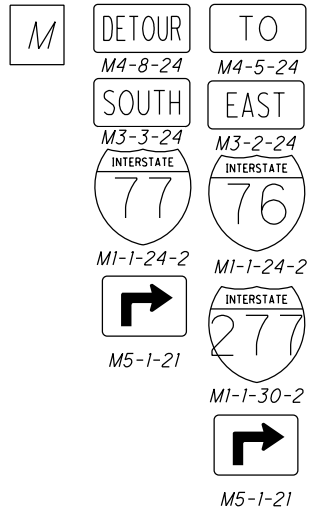 M
DETOUR
M4-8-24
SOUTH
M3-3-24
INTERSTATE
77
M1-1-24-2
M5-1-21
TO
M4-5-24
EAST
M3-2-24
INTERSTATE
76
M1-1-24-2
INTERSTATE
277
M1-1-30-2
M5-1-21